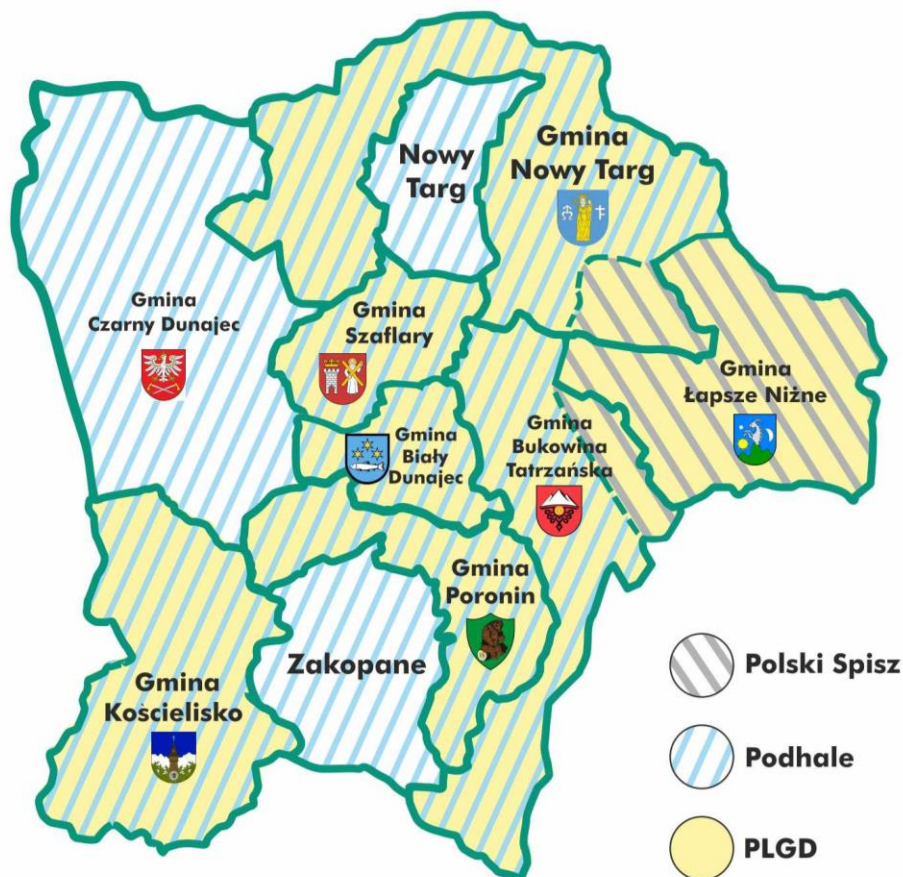 Nowy
Targ
Gmina
Nowy Targ
Gmina
Czarny Dunajec
Gmina
Szaflary
Gmina
Łapsze Niżne
Gmina
Biały
Dunajec
Gmina
Bukowina
Tatrzańska
Gmina
Poronin
Zakopane
Gmina
Kościelisko
Polski Spisz
Podhale
PLGD